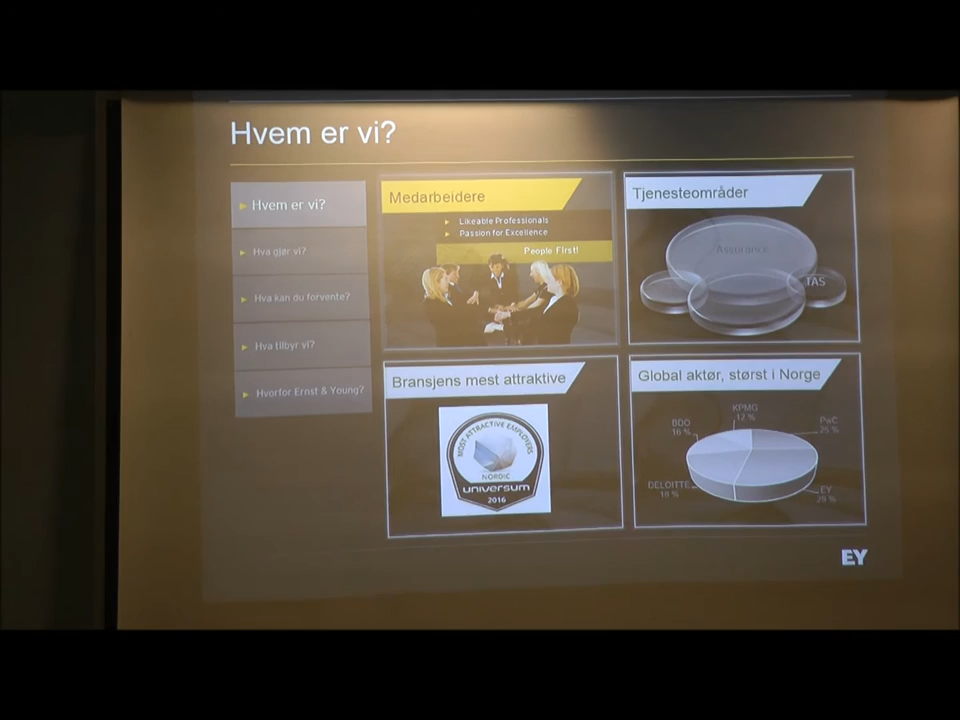 Hvem er vi?
Hvem er vi?
Hva gjør vi?
Hva kan du forvente?
Hva tilbyr vi?
Hvorfor Ernst & Young?
Medarbeidere
Likeable Professionals
Passion for Excellence
People First!
Tjenesteområder
Assurance
TAS
Bransjens mest attraktive
MOST ATTRACTIVE EMPLOYERS
NORDIC
universum
2016
Global aktør, størst i Norge
KPMG
12 %
BDO
16 %
PwC
25 %
DELOITTE
18 %
EY
29 %
EY